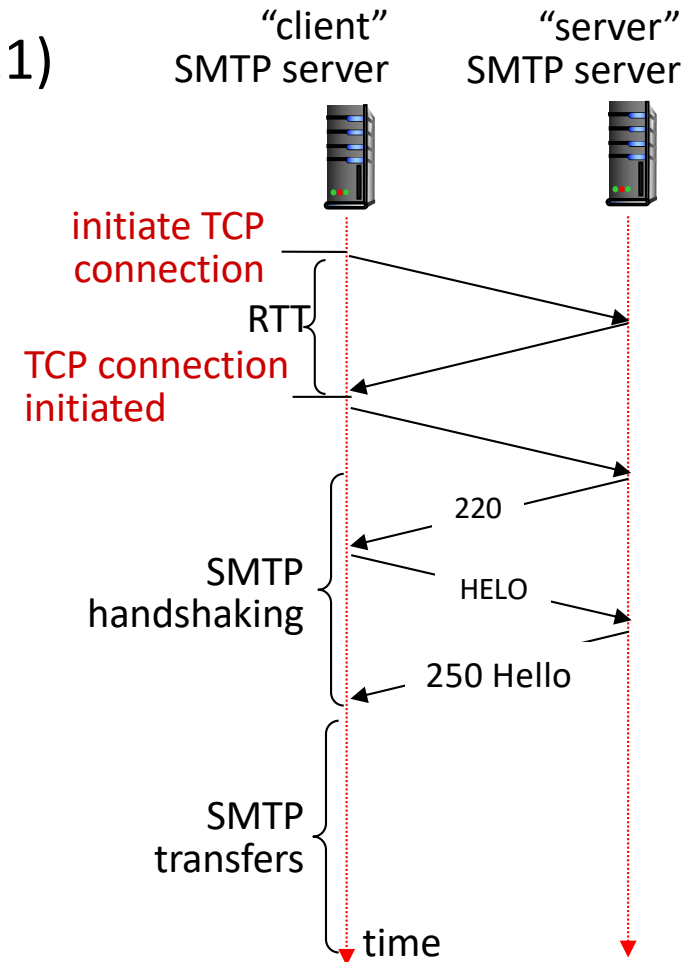 1)
“client”
SMTP server
“server”
SMTP server
initiate TCP
connection
RTT
TCP connection
initiated
220
SMTP
handshaking
HELO
250 Hello
SMTP
transfers
time